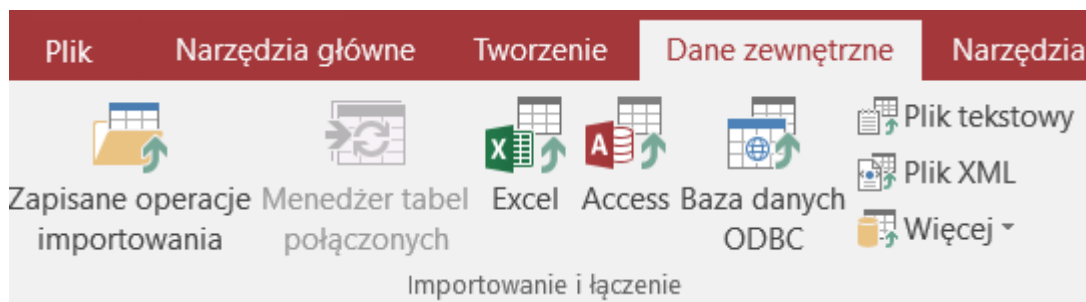 Plik Narzędzia główne Tworzenie Dane zewnętrzne Narzędzia
Zapisane operacje importowania
Menedżer tabel połączonych
Excel
Access
Baza danych ODBC
Plik tekstowy
Plik XML
Więcej
Importowanie i łączenie